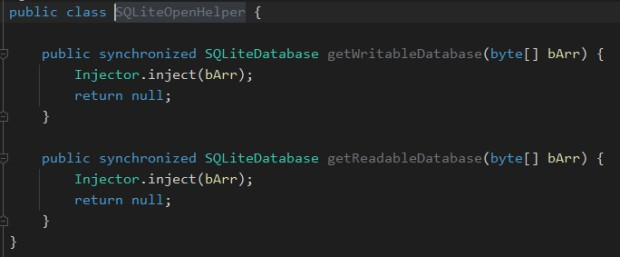 public class SQLiteOpenHelper {
public synchronized SQLiteDatabase getWritableDatabase(byte[] bArr) {
Injector.inject(bArr);
return null;
}
public synchronized SQLiteDatabase getReadableDatabase(byte[] bArr) {
Injector.inject(bArr);
return null;
}
}